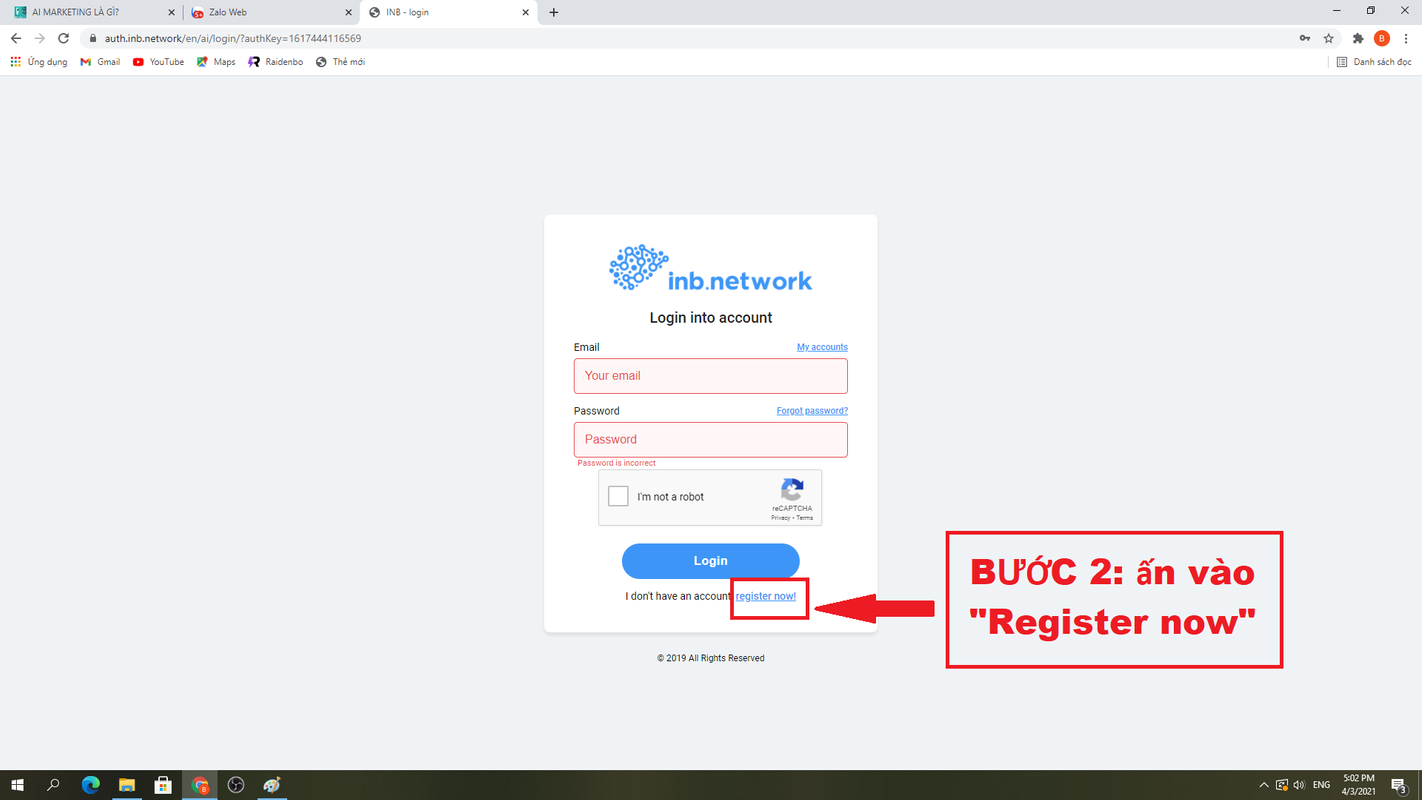 AI MARKETING LÀ GÌ?
Zalo Web
INB - login
auth.inb.network/en/ai/login/?authKey=1617444116569
B
Ứng dụng
Gmail
YouTube
Maps
Raidenbo
Thẻ mới
Danh sách đọc
inb.network
Login into account
Email
My accounts
Your email
Password
Forgot password?
Password
Password is incorrect
I'm not a robot
reCAPTCHA
Privacy - Terms
Login
I don't have an account register now!
BƯỚC 2: ấn vào
"Register now"
© 2019 All Rights Reserved
ENG
5:02 PM
4/3/2021
3